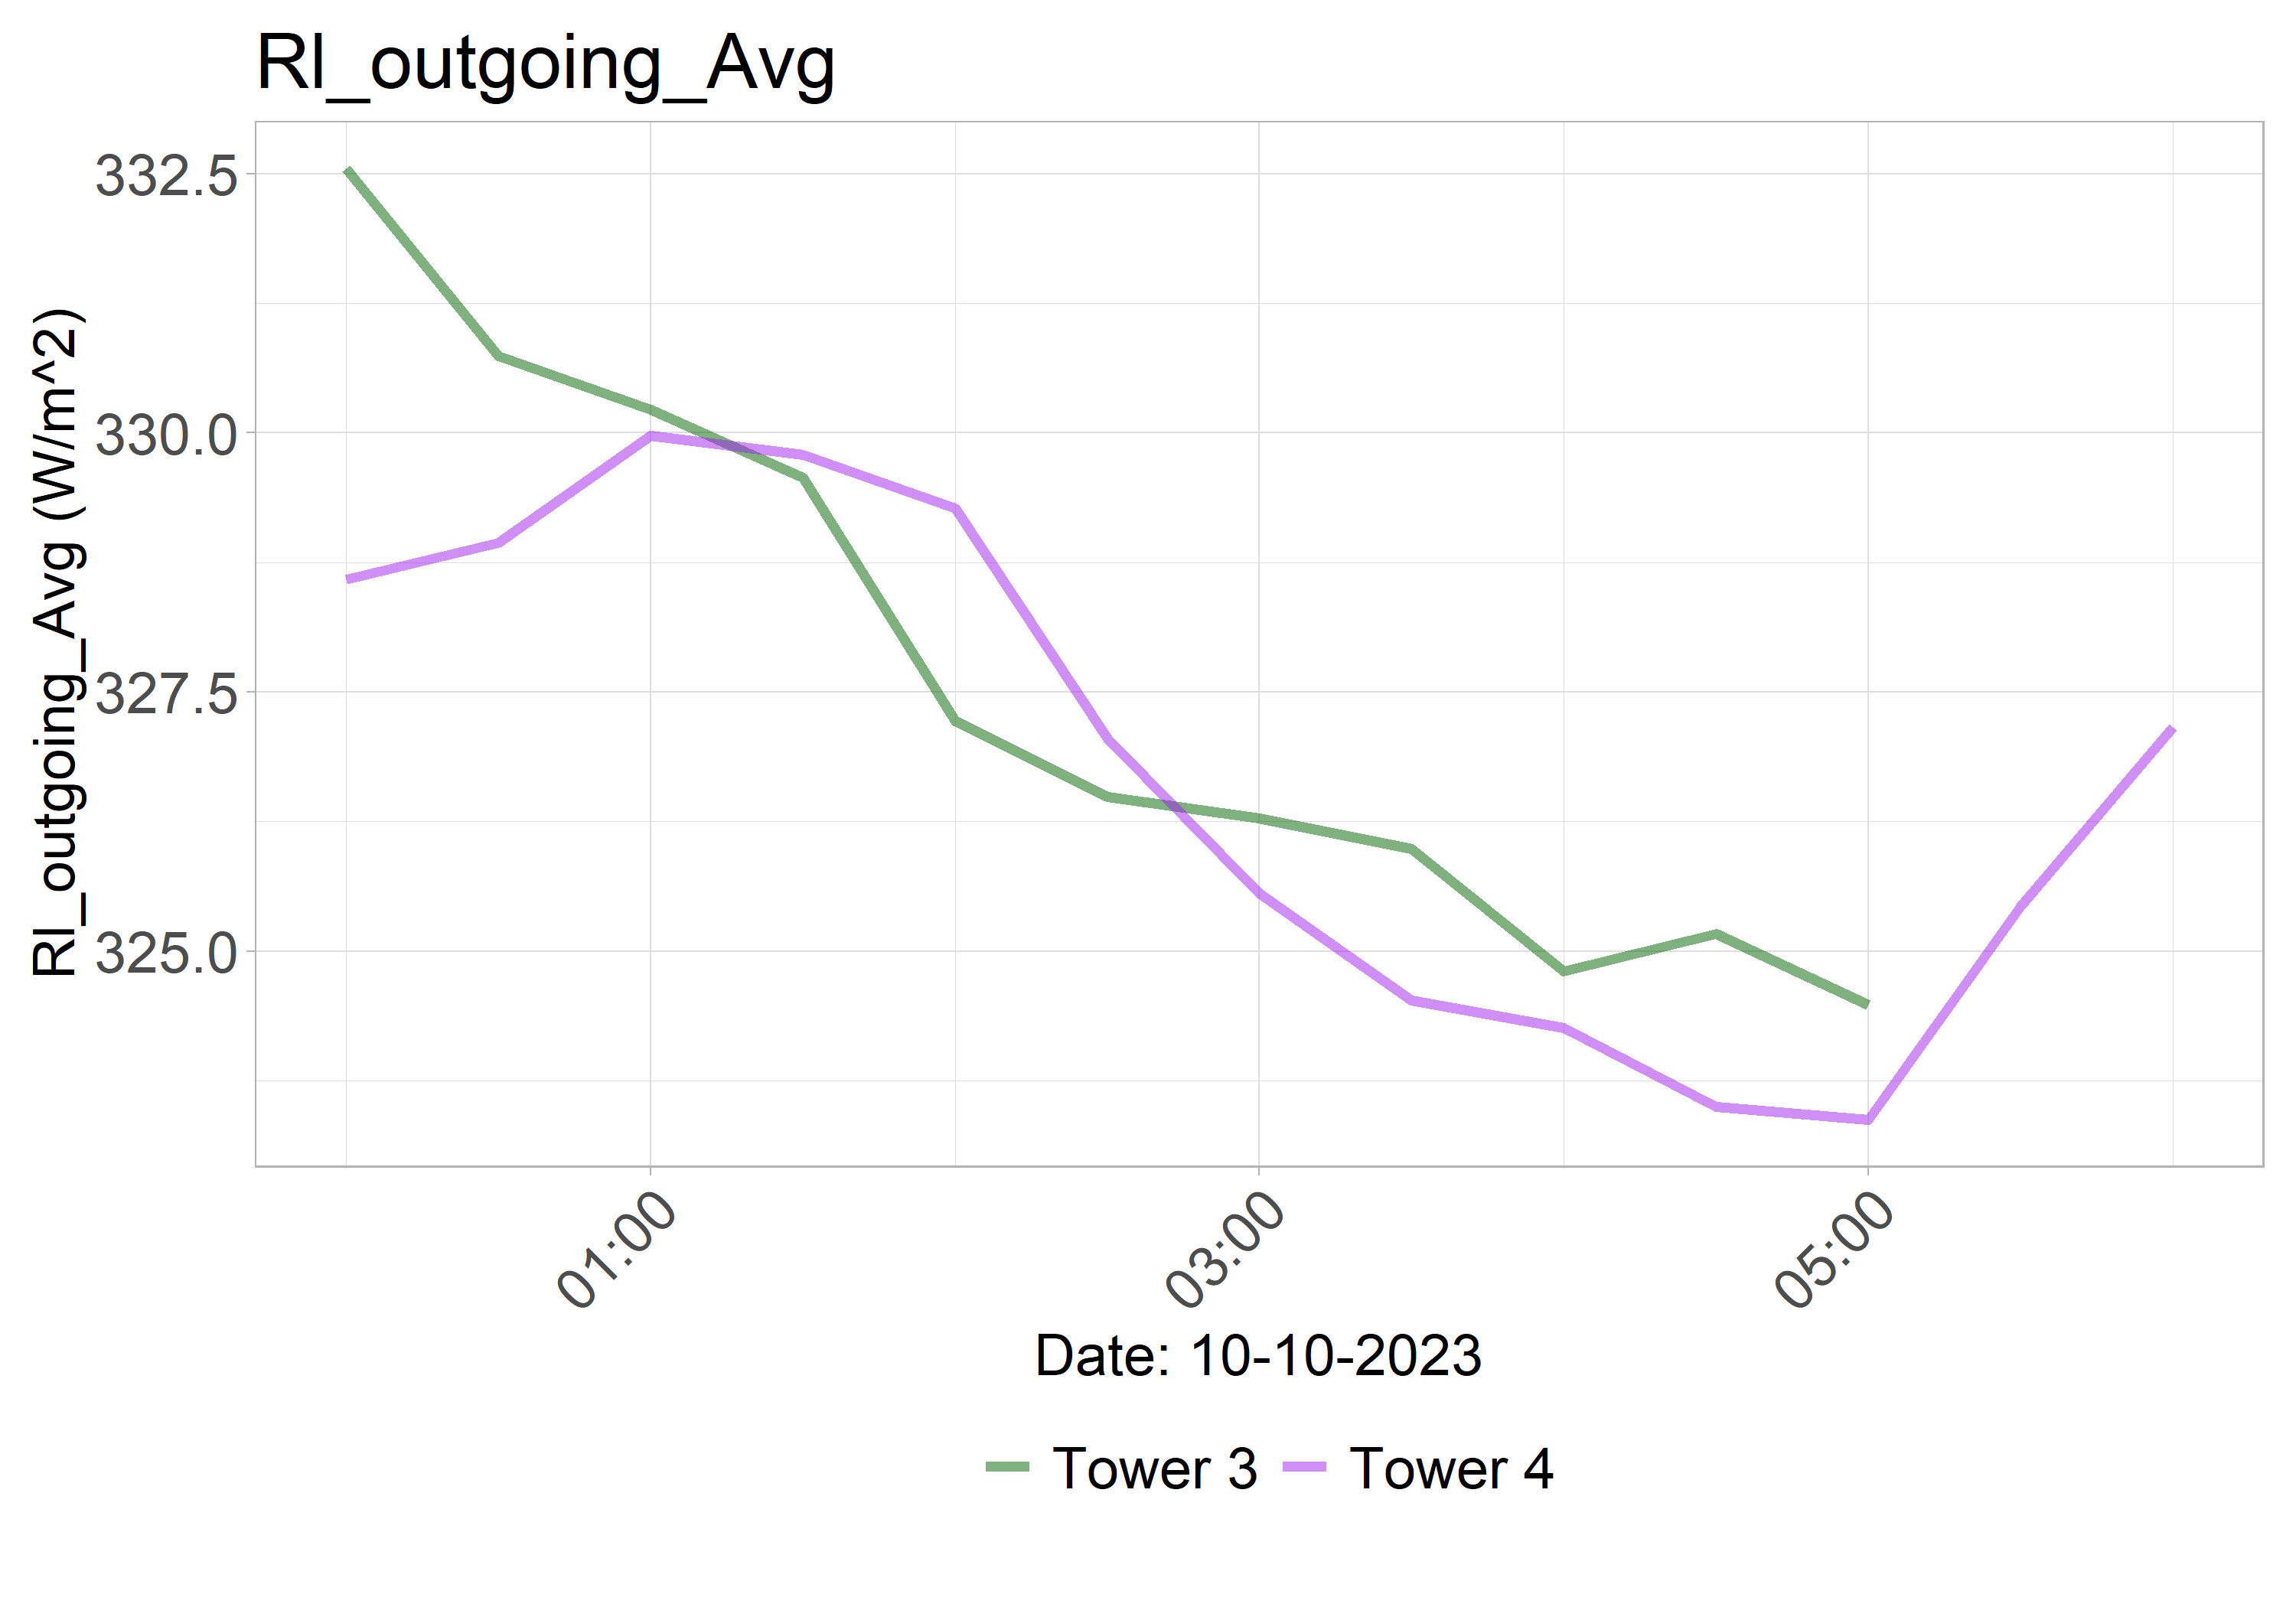 Rl_outgoing_Avg
Rl_outgoing_Avg (W/m^2)
332.5
330.0
327.5
325.0
01:00
03:00
05:00
Date: 10-10-2023
Tower 3
Tower 4